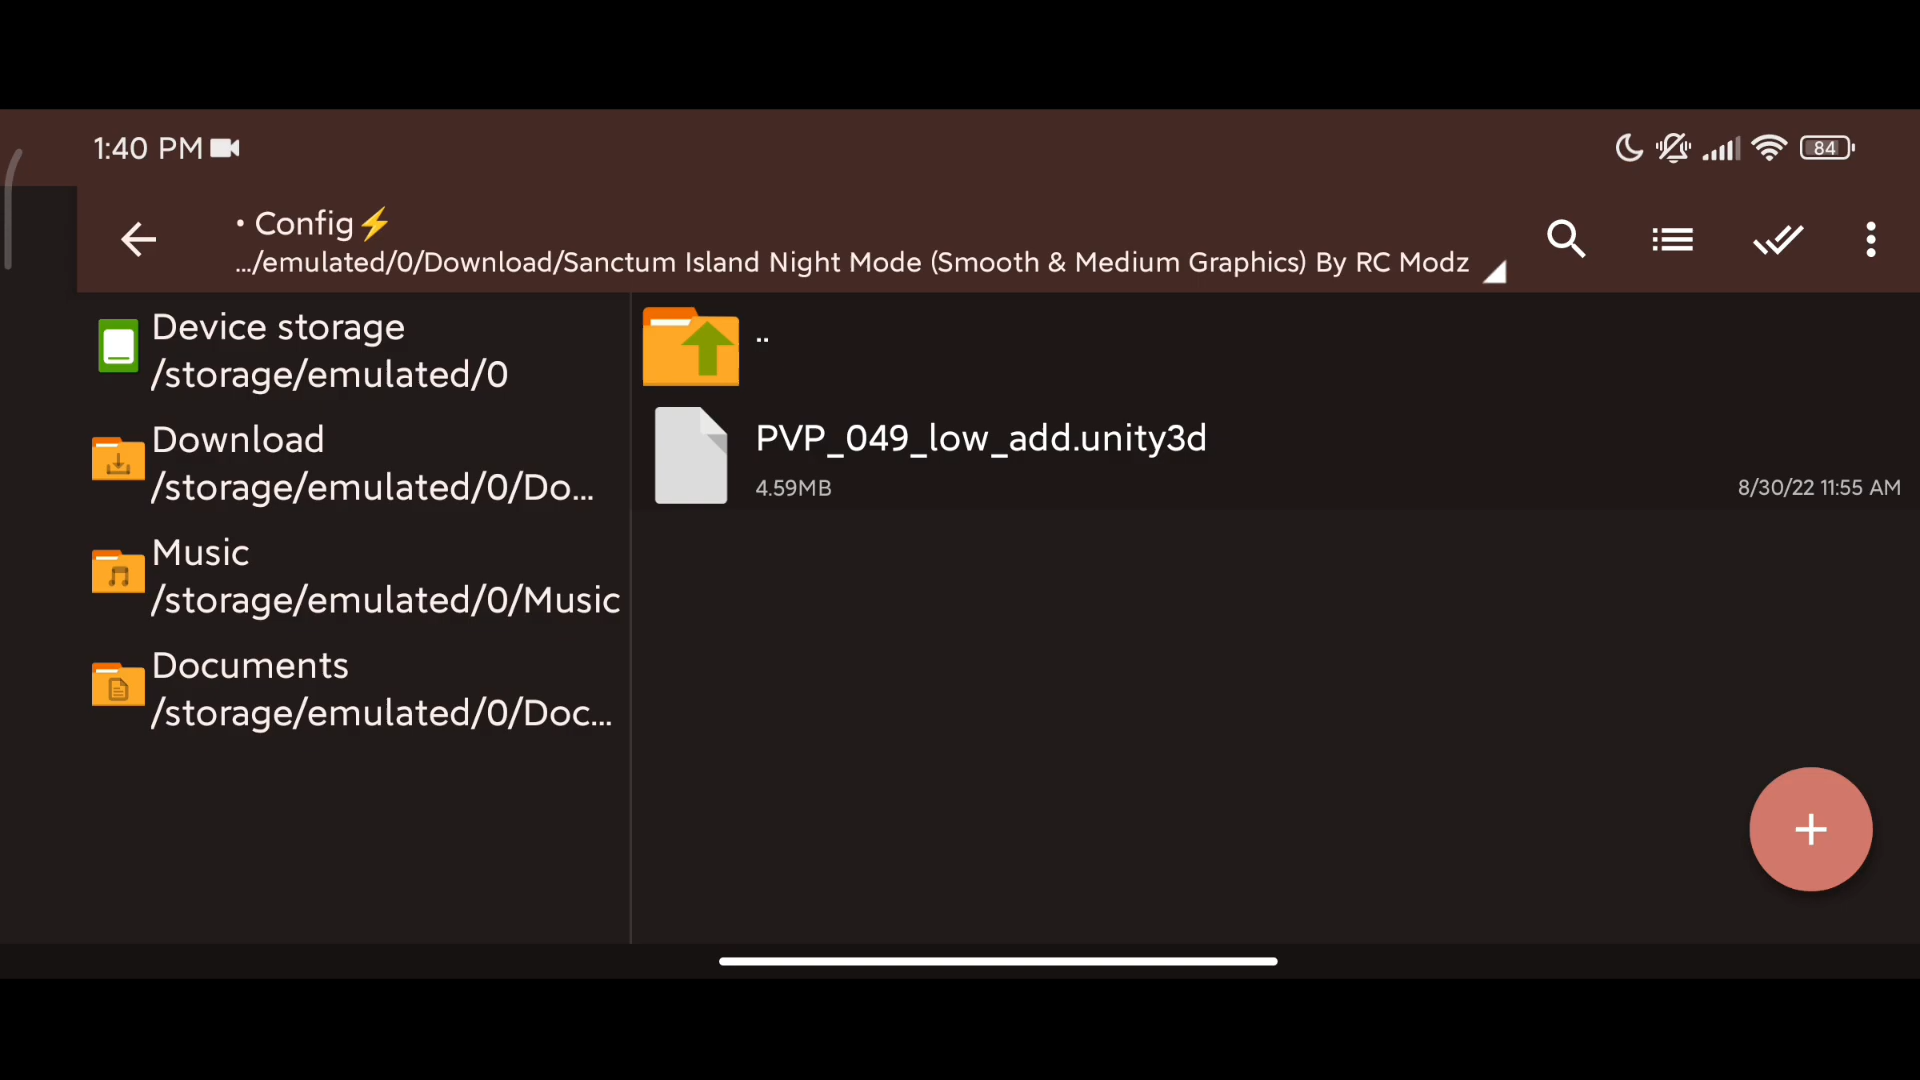 1:40 PM
84
• Config⚡
.../emulated/0/Download/Sanctum Island Night Mode (Smooth & Medium Graphics) By RC Modz
Device storage
/storage/emulated/0
Download
/storage/emulated/0/Do...
Music
/storage/emulated/0/Music
Documents
/storage/emulated/0/Doc...
..
PVP_049_low_add.unity3d
4.59MB
8/30/22 11:55 AM